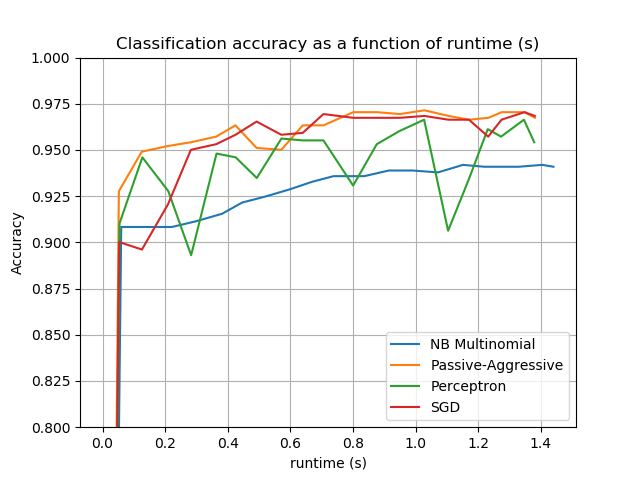 Classification accuracy as a function of runtime (s)
1.000
0.975
0.950
0.925
0.900
0.875
0.850
0.825
0.800
Accuracy
0.0 0.2 0.4 0.6 0.8 1.0 1.2 1.4
runtime (s)
NB Multinomial
Passive-Aggressive
Perceptron
SGD